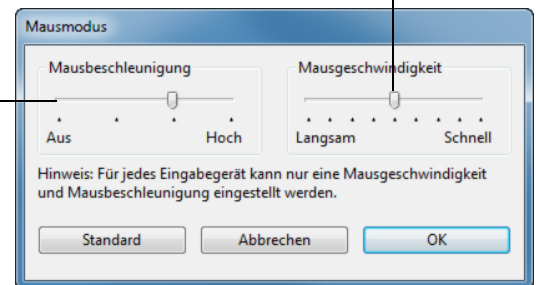 Mausmodus
Mausbeschleunigung
Aus Hoch
Mausgeschwindigkeit
Langsam Schnell
Hinweis: Für jedes Eingabegerät kann nur eine Mausgeschwindigkeit
und Mausbeschleunigung eingestellt werden.
Standard Abbrechen OK